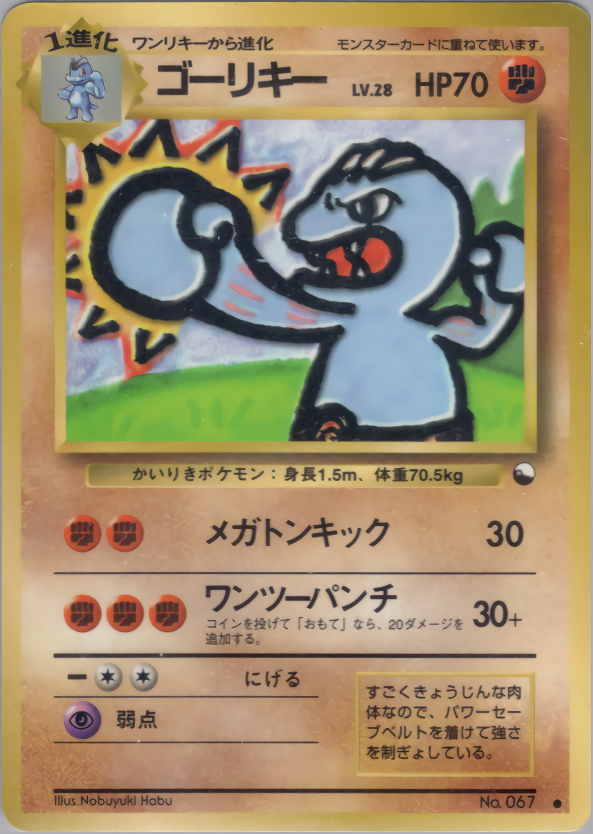 1進化 ワンリキーから進化 モンスターカードに重ねて使います。
ゴーリキー LV.28 HP70
かいりきポケモン：身長1.5m、体重70.5kg
メガトンキック 30
ワンツーパンチ 30+
コインを投げて「おもて」なら、20ダメージを
追加する。
にげる
弱点
すごくきょうじんな肉
体なので、パワーセー
ブベルトを着けて強さ
を制ぎょしている。
Illus. Nobuyuki Habu No. 067 ●